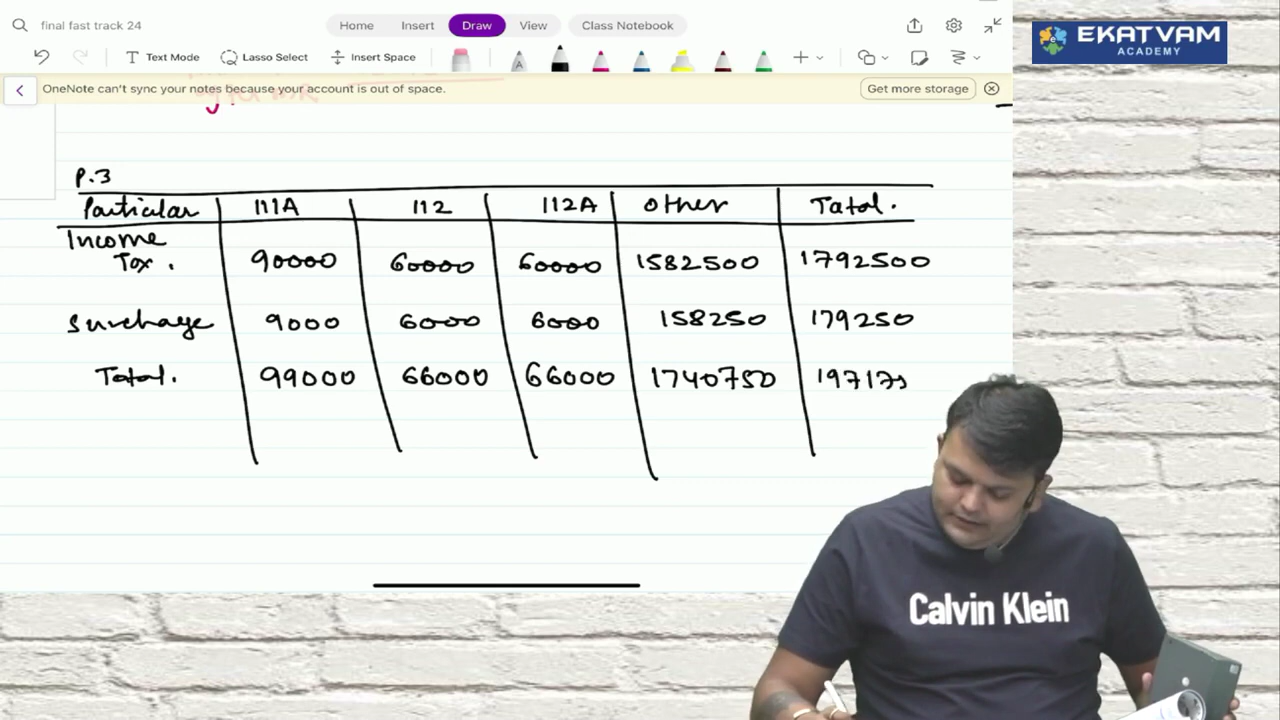 final fast track 24
Home Insert Draw View Class Notebook
Text Mode Lasso Select Insert Space
OneNote can't sync your notes because your account is out of space. Get more storage
EKATVAM
ACADEMY
P.3
Particular 111A 112 112A Other Tatal.
Income
Tax. 90000 60000 60000 1582500 1792500
Surchage 9000 6000 6000 158250 179250
Tatal. 99000 66000 66000 1740750
Calvin Klein